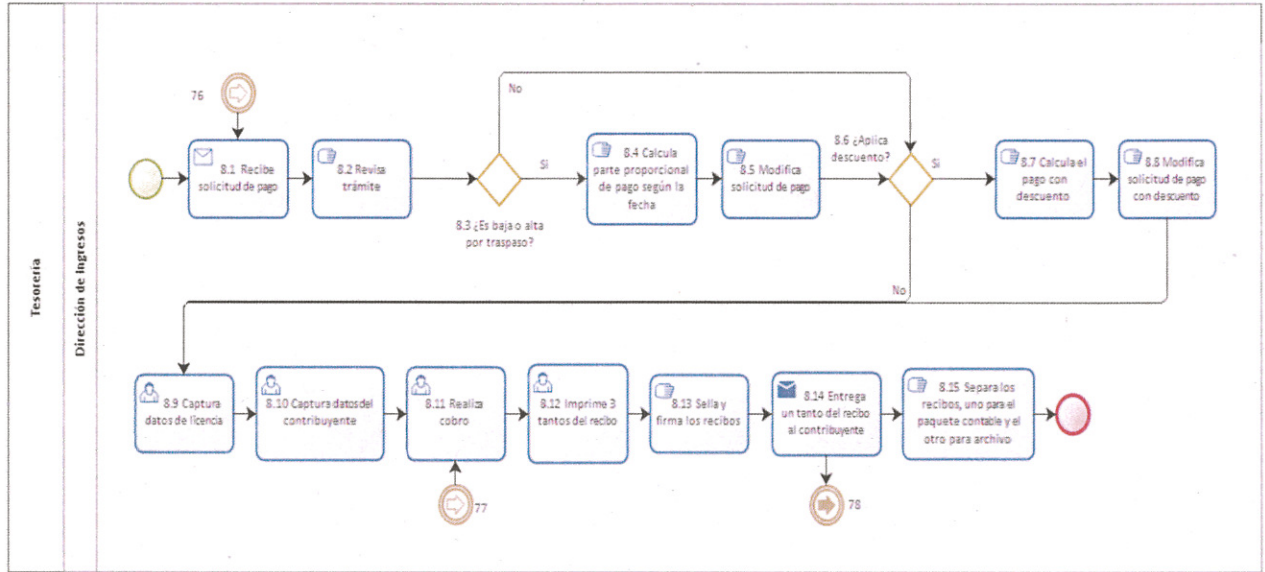 Tesorería
Dirección de Ingresos
76
8.1 Recibe
solicitud de pago
8.2 Revisa
trámite
No
Si
8.3 ¿Es baja o alta
por traspaso?
8.4 Calcula
parte proporcional
de pago según la
fecha
8.5 Modifica
solicitud de pago
8.6 ¿Aplica
descuento?
Si
No
8.7 Calcula el
pago con
descuento
8.8 Modifica
solicitud de pago
con descuento
8.9 Captura
datos de licencia
8.10 Captura datos del
contribuyente
8.11 Realiza
cobro
77
8.12 Imprime 3
tantos del recibo
8.13 Sella y
firma los recibos
8.14 Entrega
un tanto del recibo
al contribuyente
78
8.15 Separa los
recibos, uno para el
paquete contable y el
otro para archivo